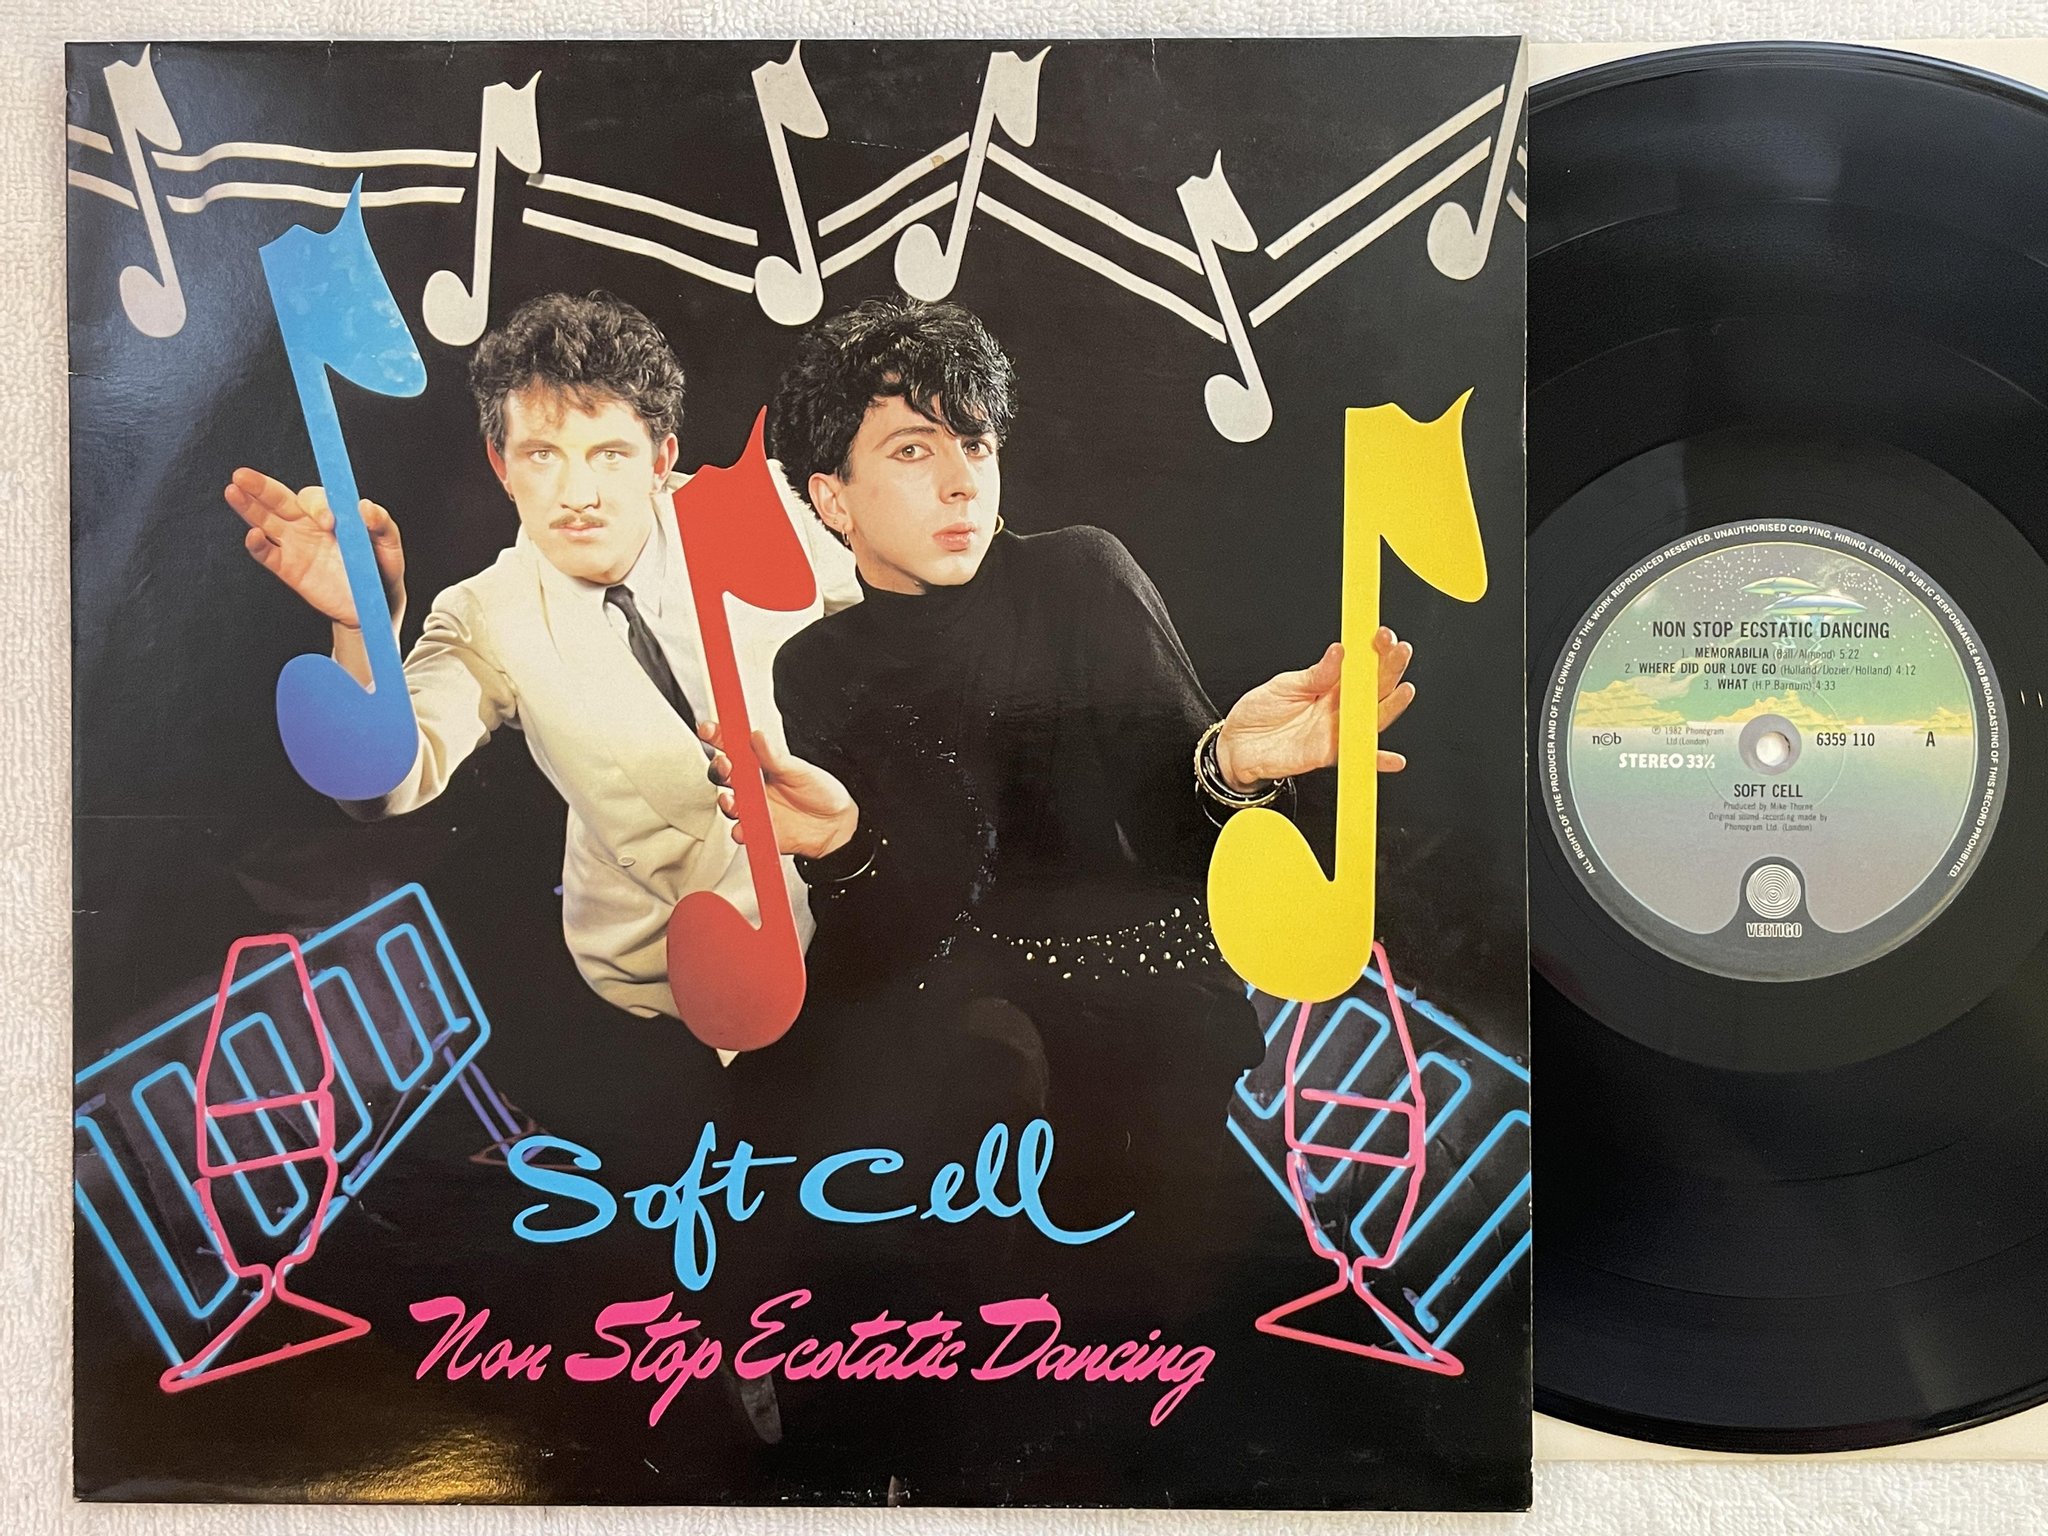 Soft Cell
Non Stop Ecstatic Dancing
ALL RIGHTS OF THE PRODUCER AND OF THE OWNER OF THE WORK REPRODUCED RESERVED. UNAUTHORISED COPYING, HIRING, LENDING, PUBLIC PERFORMANCE AND BROADCASTING OF THIS RECORD PROHIBITED.
NON STOP ECSTATIC DANCING
1. MEMORABILIA (Ball/Almond) 5:22
2. WHERE DID OUR LOVE GO (Holland/Dozier/Holland) 4:12
3. WHAT (H.P.Barnum) 4:33
n©b
℗ 1982 Phonogram
Ltd (London)
6359 110 A
STEREO 33⅓
SOFT CELL
Produced by Mike Thorne
Original sound recording made by
Phonogram Ltd. (London)
VERTIGO